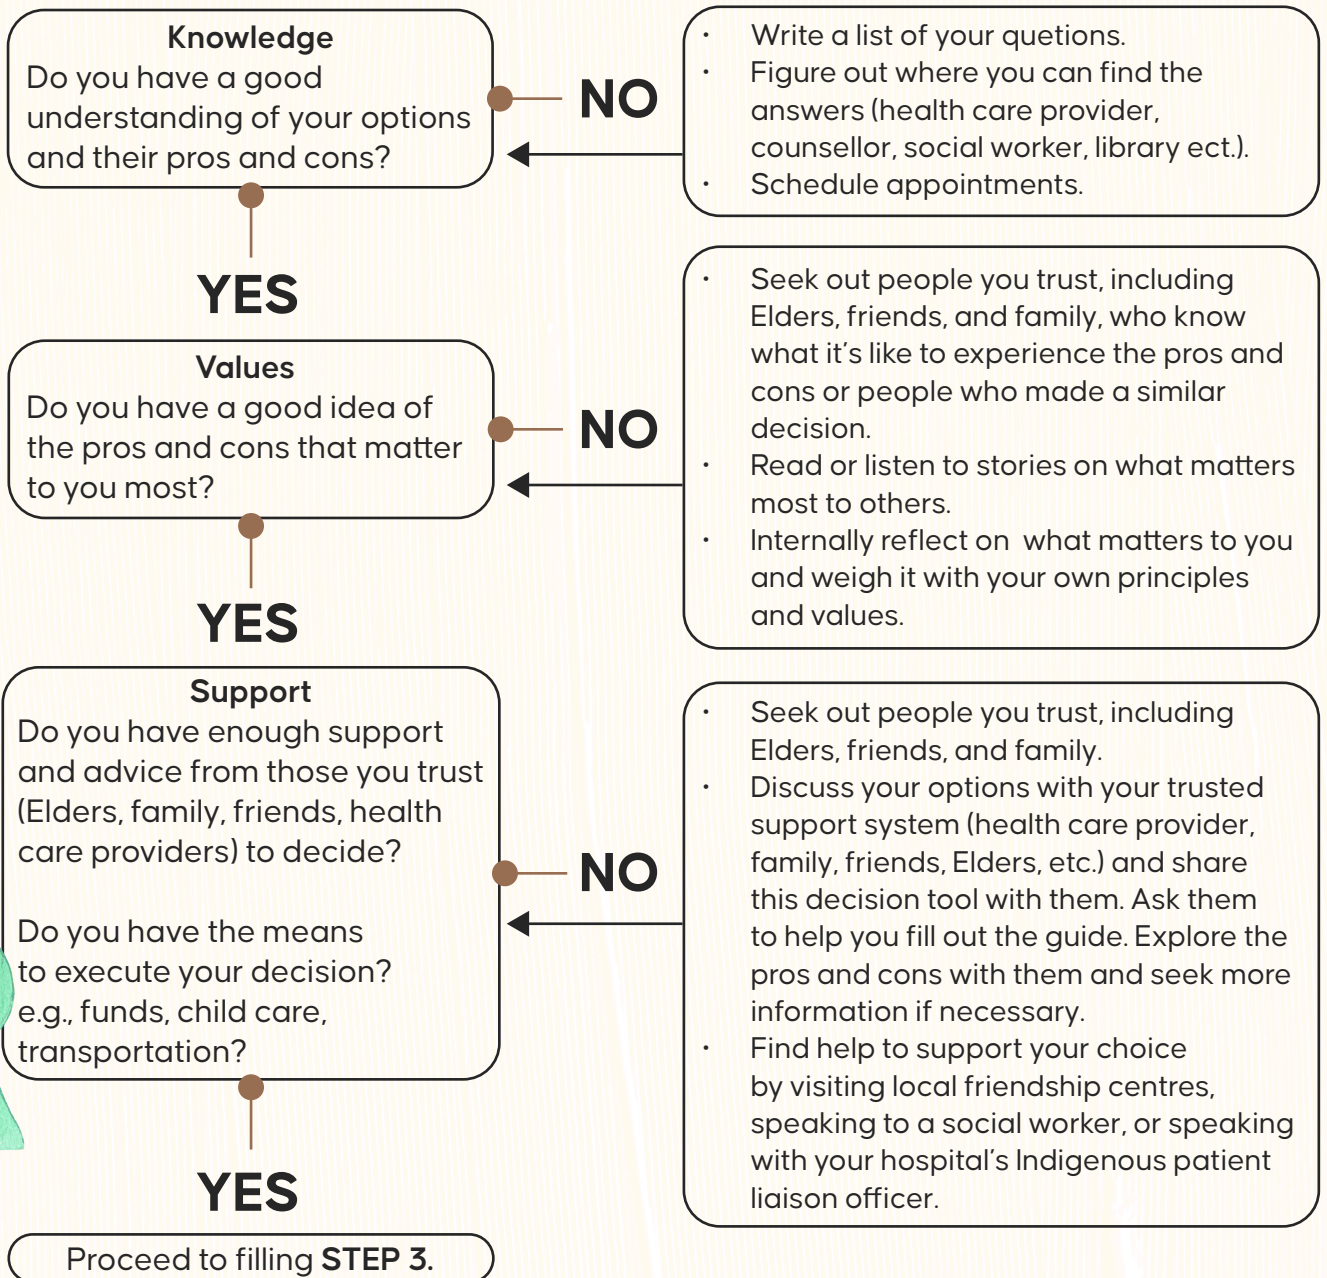 Knowledge
Do you have a good
understanding of your options
and their pros and cons?
NO
• Write a list of your quetions.
• Figure out where you can find the
answers (health care provider,
counsellor, social worker, library ect.).
• Schedule appointments.
YES
Values
Do you have a good idea of
the pros and cons that matter
to you most?
NO
• Seek out people you trust, including
Elders, friends, and family, who know
what it's like to experience the pros and
cons or people who made a similar
decision.
• Read or listen to stories on what matters
most to others.
• Internally reflect on what matters to you
and weigh it with your own principles
and values.
YES
Support
Do you have enough support
and advice from those you trust
(Elders, family, friends, health
care providers) to decide?
Do you have the means
to execute your decision?
e.g., funds, child care,
transportation?
NO
• Seek out people you trust, including
Elders, friends, and family.
• Discuss your options with your trusted
support system (health care provider,
family, friends, Elders, etc.) and share
this decision tool with them. Ask them
to help you fill out the guide. Explore the
pros and cons with them and seek more
information if necessary.
• Find help to support your choice
by visiting local friendship centres,
speaking to a social worker, or speaking
with your hospital's Indigenous patient
liaison officer.
YES
Proceed to filling STEP 3.